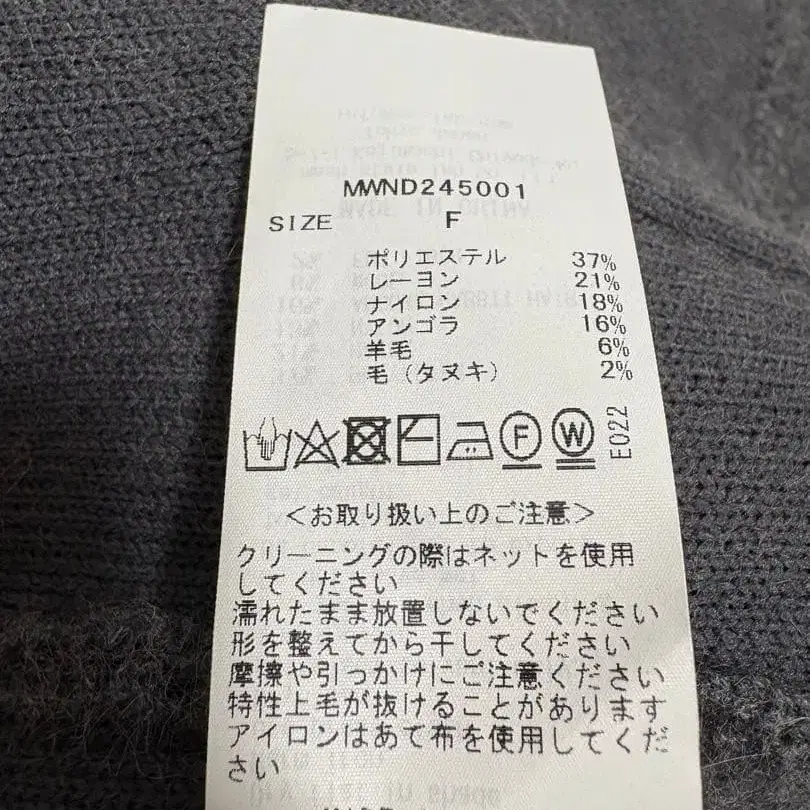 MWND245001
SIZE F
ポリエステル 37%
レーヨン 21%
ナイロン 18%
アンゴラ 16%
羊毛 6%
毛（タヌキ） 2%
F W E022
＜お取り扱い上のご注意＞
クリーニングの際はネットを使用
してください
濡れたまま放置しないでください
形を整えてから干してください
摩擦や引っかけにご注意ください
特性上毛が抜けることがあります
アイロンはあて布を使用してくだ
さい